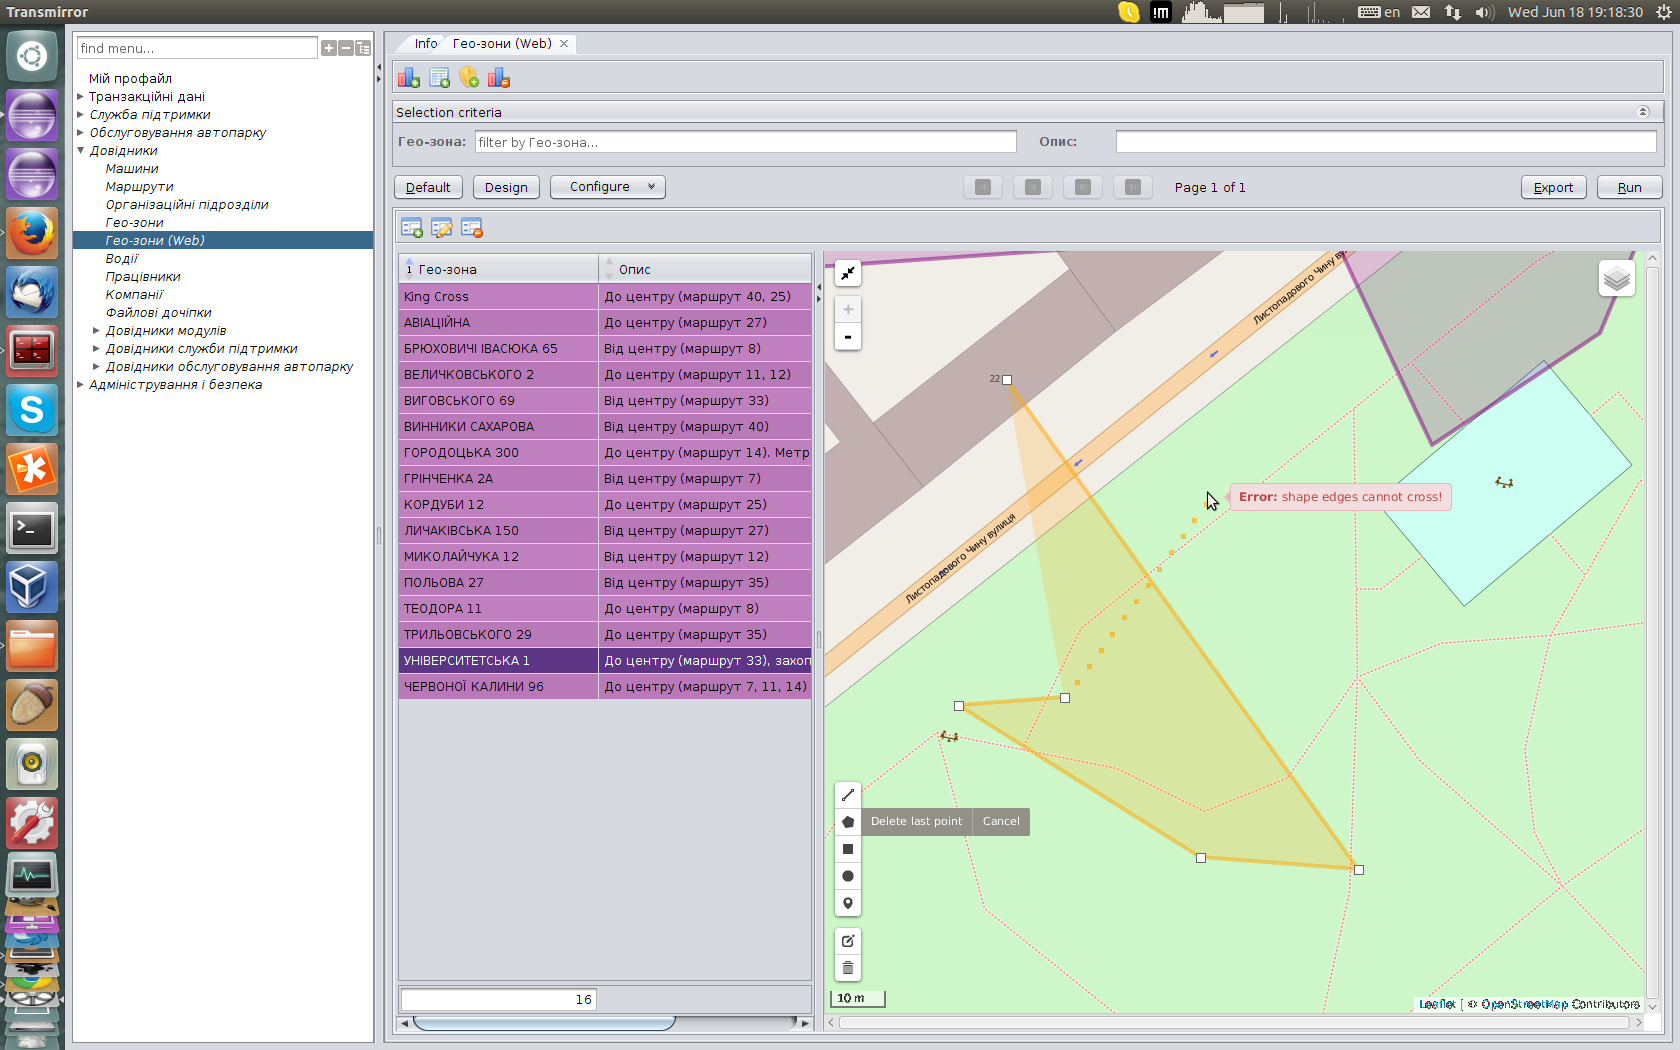 Transmirror
en
Wed Jun 18 19:18:30
find menu...
Мій профайл
Транзакційні дані
Служба підтримки
Обслуговування автопарку
Довідники
Машини
Маршрути
Організаційні підрозділи
Гео-зони
Гео-зони (Web)
Водії
Працівники
Компанії
Файлові дочіпки
Довідники модулів
Довідники служби підтримки
Довідники обслуговування автопарку
Адміністрування і безпека
Info
Гео-зони (Web)
Selection criteria
Гео-зона:
filter by Гео-зона...
Опис:
Default
Design
Configure
Page 1 of 1
Export
Run
1 Гео-зона Опис
King Cross До центру (маршрут 40, 25)
АВІАЦІЙНА До центру (маршрут 27)
БРЮХОВИЧІ ІВАСЮКА 65 Від центру (маршрут 8)
ВЕЛИЧКОВСЬКОГО 2 До центру (маршрут 11, 12)
ВИГОВСЬКОГО 69 Від центру (маршрут 33)
ВИННИКИ САХАРОВА Від центру (маршрут 40)
ГОРОДОЦЬКА 300 До центру (маршрут 14). Метр
ГРІНЧЕНКА 2А Від центру (маршрут 7)
КОРДУБИ 12 До центру (маршрут 25)
ЛИЧАКІВСЬКА 150 Від центру (маршрут 27)
МИКОЛАЙЧУКА 12 Від центру (маршрут 12)
ПОЛЬОВА 27 Від центру (маршрут 35)
ТЕОДОРА 11 До центру (маршрут 8)
ТРИЛЬОВСЬКОГО 29 До центру (маршрут 35)
УНІВЕРСИТЕТСЬКА 1 До центру (маршрут 33), захоп
ЧЕРВОНОЇ КАЛИНИ 96 До центру (маршрут 7, 11, 14)
16
Листопадового Чину ву
22
Error: shape edges cannot cross!
Листопадового Чину вулиця
Delete last point
Cancel
10 m
Leaflet | © OpenStreetMap Contributors